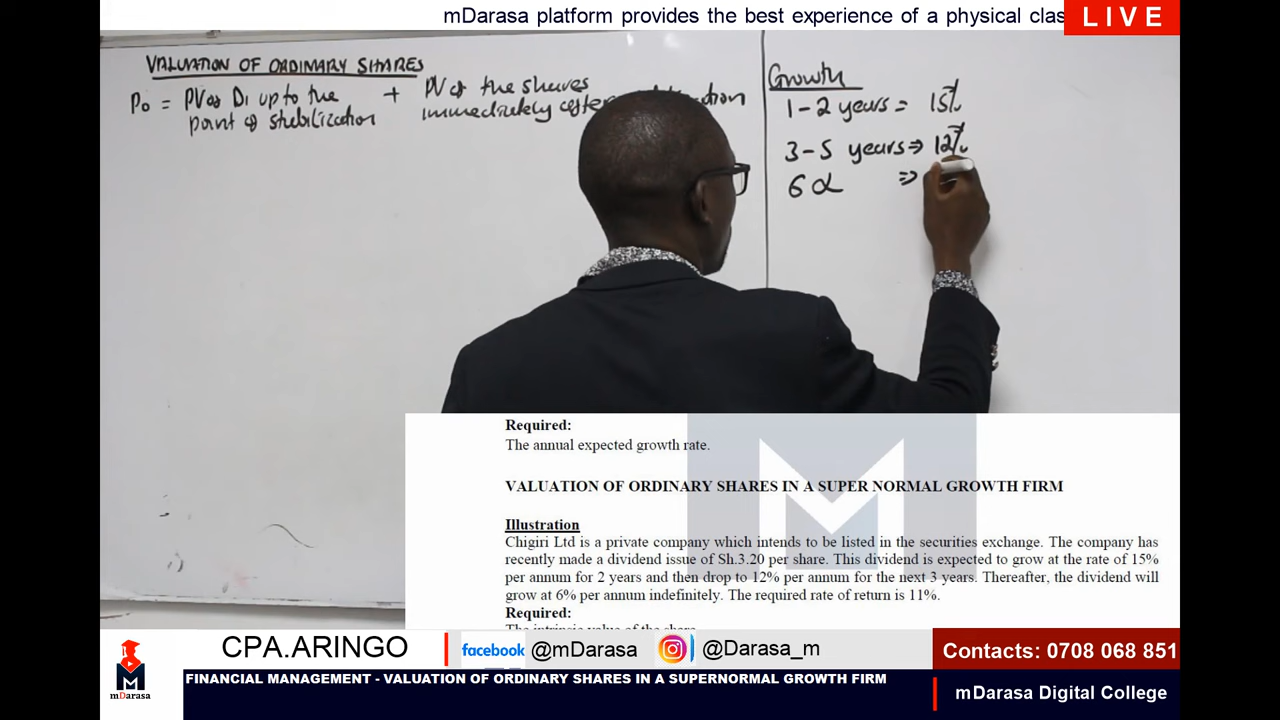 mDarasa platform provides the best experience of a physical clas
LIVE
VALUATION OF ORDINARY SHARES
P₀ = PV of D₁ up to the point of stabilization + PV of the shares immediately after
Growth
1 - 2 years = 15%
3 - 5 years ⇒ 12%
6 α ⇒
Required:
The annual expected growth rate.
VALUATION OF ORDINARY SHARES IN A SUPER NORMAL GROWTH FIRM
Illustration
Chigiri Ltd is a private company which intends to be listed in the securities exchange. The company has
recently made a dividend issue of Sh.3.20 per share. This dividend is expected to grow at the rate of 15%
per annum for 2 years and then drop to 12% per annum for the next 3 years. Thereafter, the dividend will
grow at 6% per annum indefinitely. The required rate of return is 11%.
Required:
The intrinsic value of the share
CPA.ARINGO
facebook @mDarasa
@Darasa_m
Contacts: 0708 068 851
mDarasa
FINANCIAL MANAGEMENT - VALUATION OF ORDINARY SHARES IN A SUPERNORMAL GROWTH FIRM
mDarasa Digital College